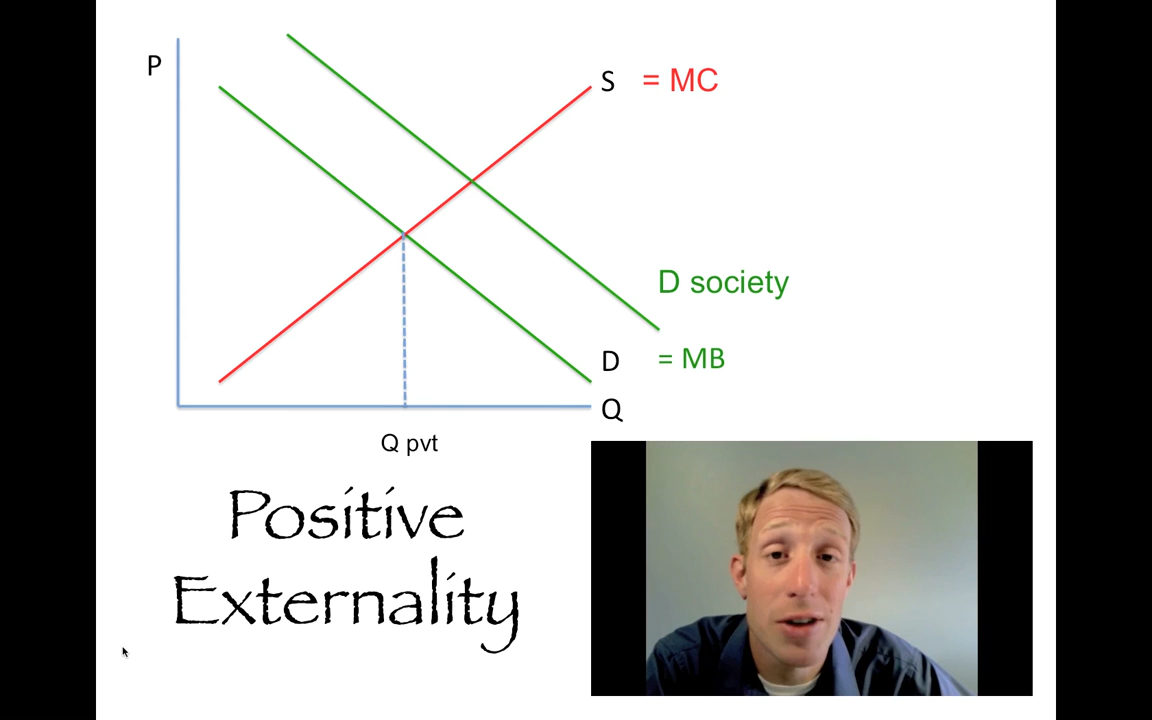 P
S = MC
D society
D = MB
Q
Q pvt
Positive
Externality